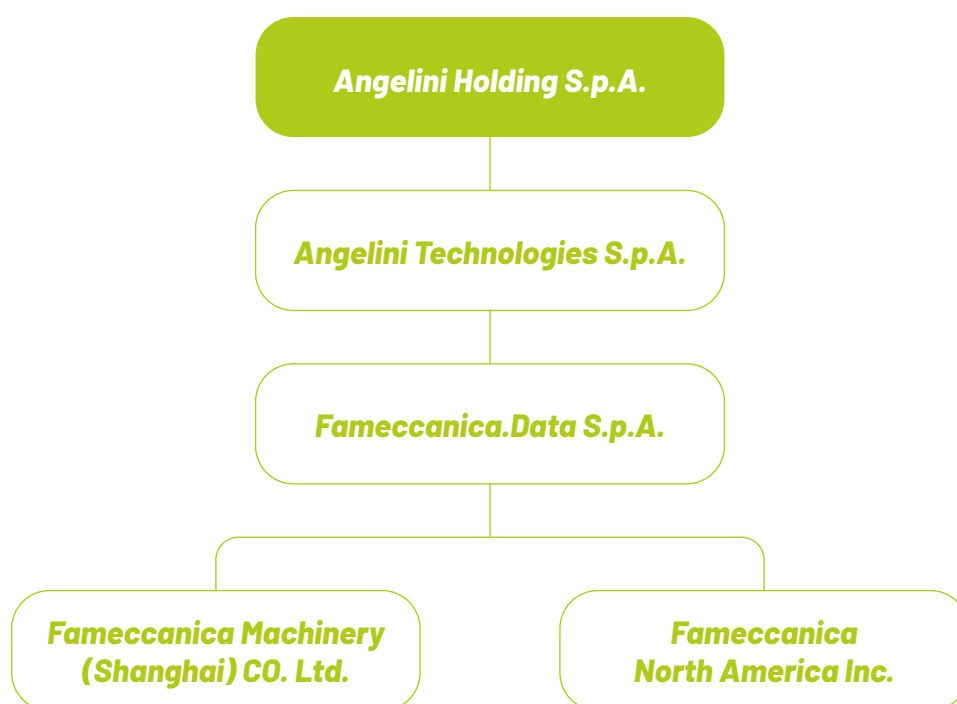 Angelini Holding S.p.A.
Angelini Technologies S.p.A.
Fameccanica.Data S.p.A.
Fameccanica Machinery
(Shanghai) CO. Ltd.
Fameccanica
North America Inc.